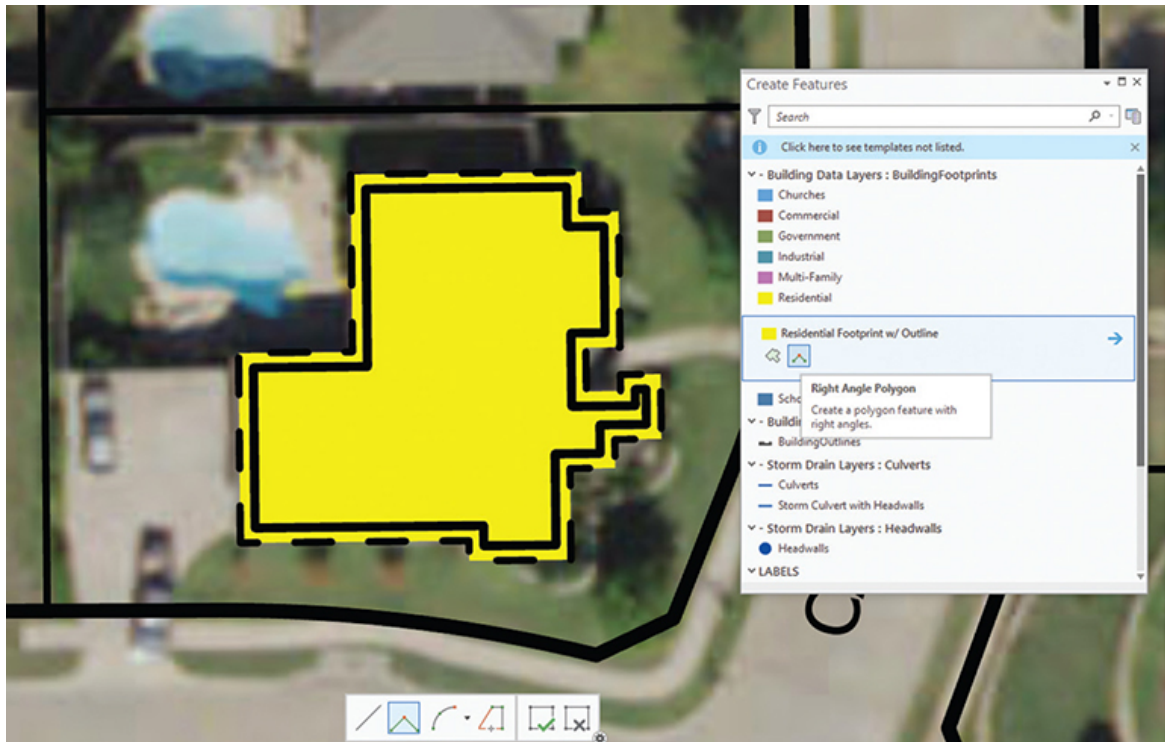 Create Features
Search
Click here to see templates not listed.
- Building Data Layers : BuildingFootprints
Churches
Commercial
Government
Industrial
Multi-Family
Residential
Residential Footprint w/ Outline
Right Angle Polygon
Create a polygon feature with
right angles.
BuildingOutlines
- Storm Drain Layers : Culverts
Culverts
Storm Culvert with Headwalls
- Storm Drain Layers : Headwalls
Headwalls
LABELS